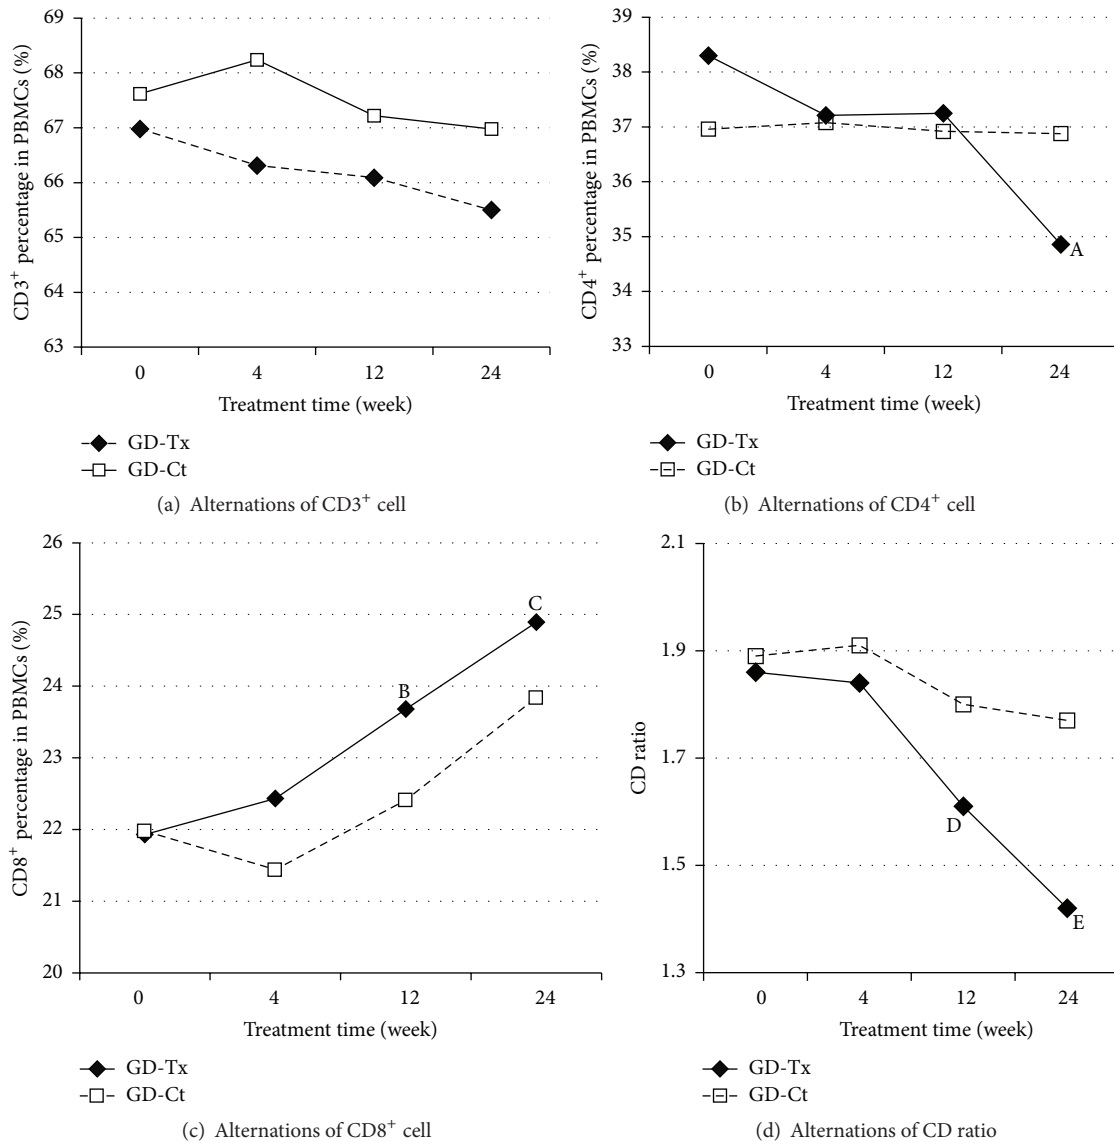 69
68
67
66
65
64
63
CD3+ percentage in PBMCs (%)
0 4 12 24
Treatment time (week)
GD-Tx
GD-Ct
(a) Alternations of CD3+ cell
39
38
37
36
35
34
33
CD4+ percentage in PBMCs (%)
A
0 4 12 24
Treatment time (week)
GD-Tx
GD-Ct
(b) Alternations of CD4+ cell
26
25
24
23
22
21
20
CD8+ percentage in PBMCs (%)
B
C
0 4 12 24
Treatment time (week)
GD-Tx
GD-Ct
(c) Alternations of CD8+ cell
2.1
1.9
1.7
1.5
1.3
CD ratio
D
E
0 4 12 24
Treatment time (week)
GD-Tx
GD-Ct
(d) Alternations of CD ratio